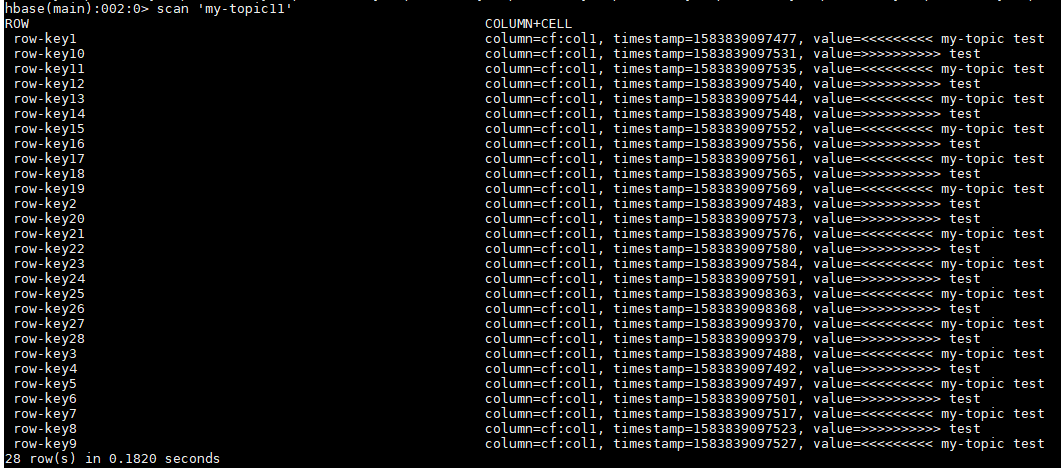 hbase(main):002:0> scan 'my-topic11'
ROW COLUMN+CELL
row-key1 column=cf:col1, timestamp=1583839097477, value=<<<<<<<<< my-topic test
row-key10 column=cf:col1, timestamp=1583839097531, value=>>>>>>>>>> test
row-key11 column=cf:col1, timestamp=1583839097535, value=<<<<<<<<< my-topic test
row-key12 column=cf:col1, timestamp=1583839097540, value=>>>>>>>>>> test
row-key13 column=cf:col1, timestamp=1583839097544, value=<<<<<<<<< my-topic test
row-key14 column=cf:col1, timestamp=1583839097548, value=>>>>>>>>>> test
row-key15 column=cf:col1, timestamp=1583839097552, value=<<<<<<<<< my-topic test
row-key16 column=cf:col1, timestamp=1583839097556, value=>>>>>>>>>> test
row-key17 column=cf:col1, timestamp=1583839097561, value=<<<<<<<<< my-topic test
row-key18 column=cf:col1, timestamp=1583839097565, value=>>>>>>>>>> test
row-key19 column=cf:col1, timestamp=1583839097569, value=<<<<<<<<< my-topic test
row-key2 column=cf:col1, timestamp=1583839097483, value=>>>>>>>>>> test
row-key20 column=cf:col1, timestamp=1583839097573, value=>>>>>>>>>> test
row-key21 column=cf:col1, timestamp=1583839097576, value=<<<<<<<<< my-topic test
row-key22 column=cf:col1, timestamp=1583839097580, value=>>>>>>>>>> test
row-key23 column=cf:col1, timestamp=1583839097584, value=<<<<<<<<< my-topic test
row-key24 column=cf:col1, timestamp=1583839097591, value=>>>>>>>>>> test
row-key25 column=cf:col1, timestamp=1583839098363, value=<<<<<<<<< my-topic test
row-key26 column=cf:col1, timestamp=1583839098368, value=>>>>>>>>>> test
row-key27 column=cf:col1, timestamp=1583839099370, value=<<<<<<<<< my-topic test
row-key28 column=cf:col1, timestamp=1583839099379, value=>>>>>>>>>> test
row-key3 column=cf:col1, timestamp=1583839097488, value=<<<<<<<<< my-topic test
row-key4 column=cf:col1, timestamp=1583839097492, value=>>>>>>>>>> test
row-key5 column=cf:col1, timestamp=1583839097497, value=<<<<<<<<< my-topic test
row-key6 column=cf:col1, timestamp=1583839097501, value=>>>>>>>>>> test
row-key7 column=cf:col1, timestamp=1583839097517, value=<<<<<<<<< my-topic test
row-key8 column=cf:col1, timestamp=1583839097523, value=>>>>>>>>>> test
row-key9 column=cf:col1, timestamp=1583839097527, value=<<<<<<<<< my-topic test
28 row(s) in 0.1820 seconds